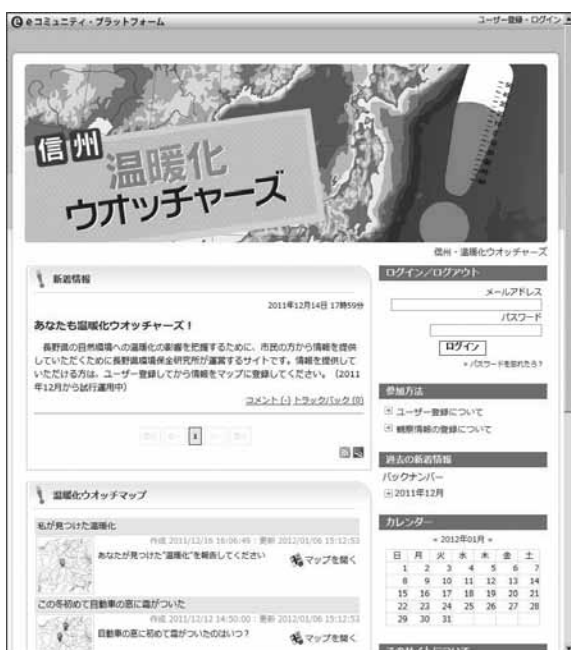 eコミュニティ・プラットフォーム
ユーザー登録・ログイン
信州
温暖化
ウオッチャーズ
信州・温暖化ウオッチャーズ
新着情報
2011年12月14日 17時59分
あなたも温暖化ウオッチャーズ！
長野県の自然環境への温暖化の影響を把握するために、市民の方から情報を提供
していただくために長野県環境保全研究所が運営するサイトです。情報を提供して
いただける方は、ユーザー登録してから情報をマップに登録してください。（2011
年12月から試行運用中）
コメント (-) トラックバック (0)
1
温暖化ウオッチマップ
私が見つけた温暖化
作成 2011/12/16 16:06:49 : 更新 2012/01/06 15:12:53
あなたが見つけた"温暖化"を報告してください
マップを開く
この冬初めて自動車の窓に霜がついた
作成 2011/12/12 14:50:00 : 更新 2012/01/06 15:12:53
自動車の窓に初めて霜がついたのはいつ？
マップを開く
ログイン／ログアウト
メールアドレス
パスワード
ログイン
» パスワードを忘れたら？
参加方法
ユーザー登録について
観察情報の登録について
過去の新着情報
バックナンバー
2011年12月
カレンダー
« 2012年01月 »
日 月 火 水 木 金 土
1 2 3 4 5 6 7
8 9 10 11 12 13 14
15 16 17 18 19 20 21
22 23 24 25 26 27 28
29 30 31
このサイトについて